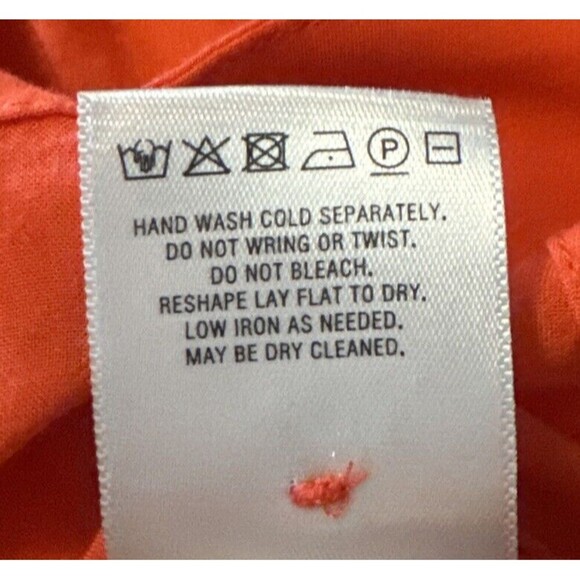 P
HAND WASH COLD SEPARATELY.
DO NOT WRING OR TWIST.
DO NOT BLEACH.
RESHAPE LAY FLAT TO DRY.
LOW IRON AS NEEDED.
MAY BE DRY CLEANED.